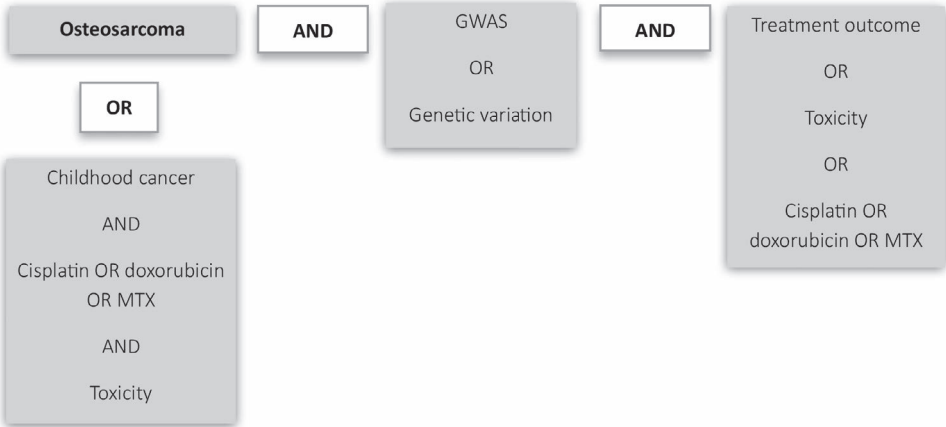 Osteosarcoma
OR
Childhood cancer
AND
Cisplatin OR doxorubicin
OR MTX
AND
Toxicity
AND
GWAS
OR
Genetic variation
AND
Treatment outcome
OR
Toxicity
OR
Cisplatin OR
doxorubicin OR MTX